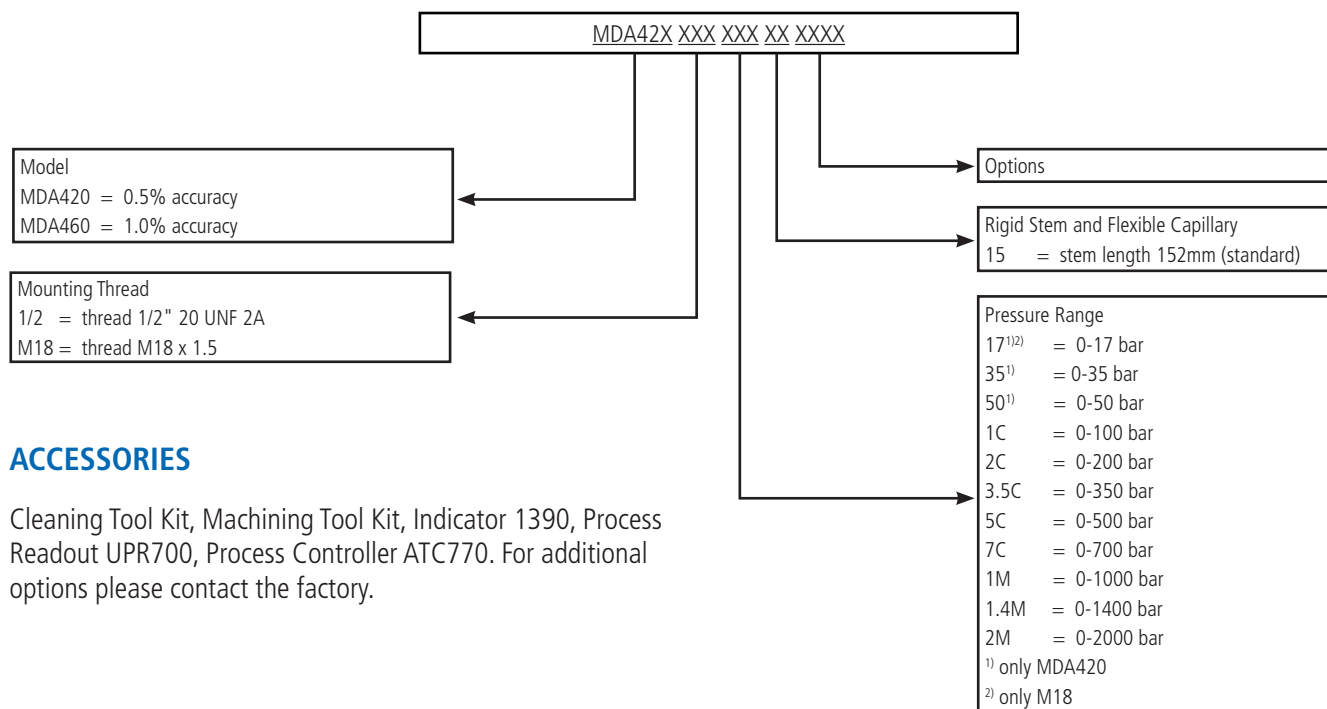 MDA42X XXX XXX XX XXXX
Model
MDA420 = 0.5% accuracy
MDA460 = 1.0% accuracy
Mounting Thread
1/2 = thread 1/2" 20 UNF 2A
M18 = thread M18 x 1.5
Options
Rigid Stem and Flexible Capillary
15 = stem length 152mm (standard)
Pressure Range
17¹⁾²⁾ = 0-17 bar
35¹⁾ = 0-35 bar
50¹⁾ = 0-50 bar
1C = 0-100 bar
2C = 0-200 bar
3.5C = 0-350 bar
5C = 0-500 bar
7C = 0-700 bar
1M = 0-1000 bar
1.4M = 0-1400 bar
2M = 0-2000 bar
¹⁾ only MDA420
²⁾ only M18
ACCESSORIES
Cleaning Tool Kit, Machining Tool Kit, Indicator 1390, Process
Readout UPR700, Process Controller ATC770. For additional
options please contact the factory.